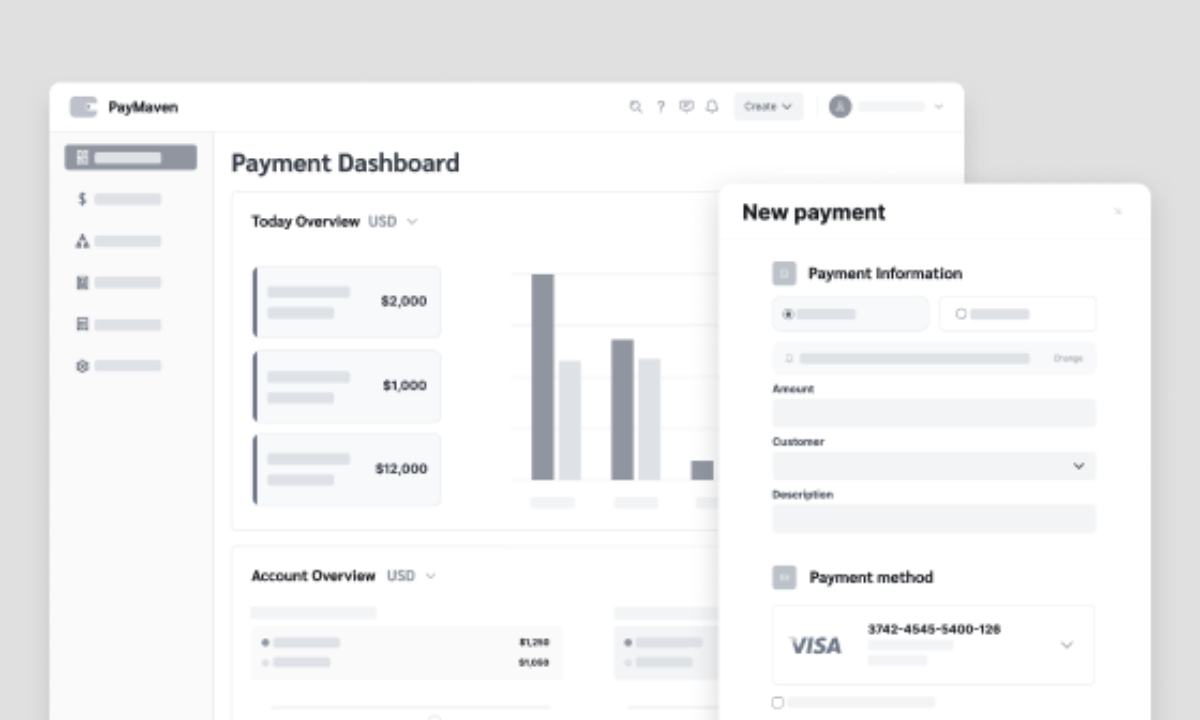 PayMaven
?
Create
Payment Dashboard
Today Overview USD
$2,000
$1,000
$12,000
Account Overview USD
$1,250
$1,050
New payment
Payment Information
Change
Amount
Customer
Description
Payment method
VISA
3742-4545-5400-126